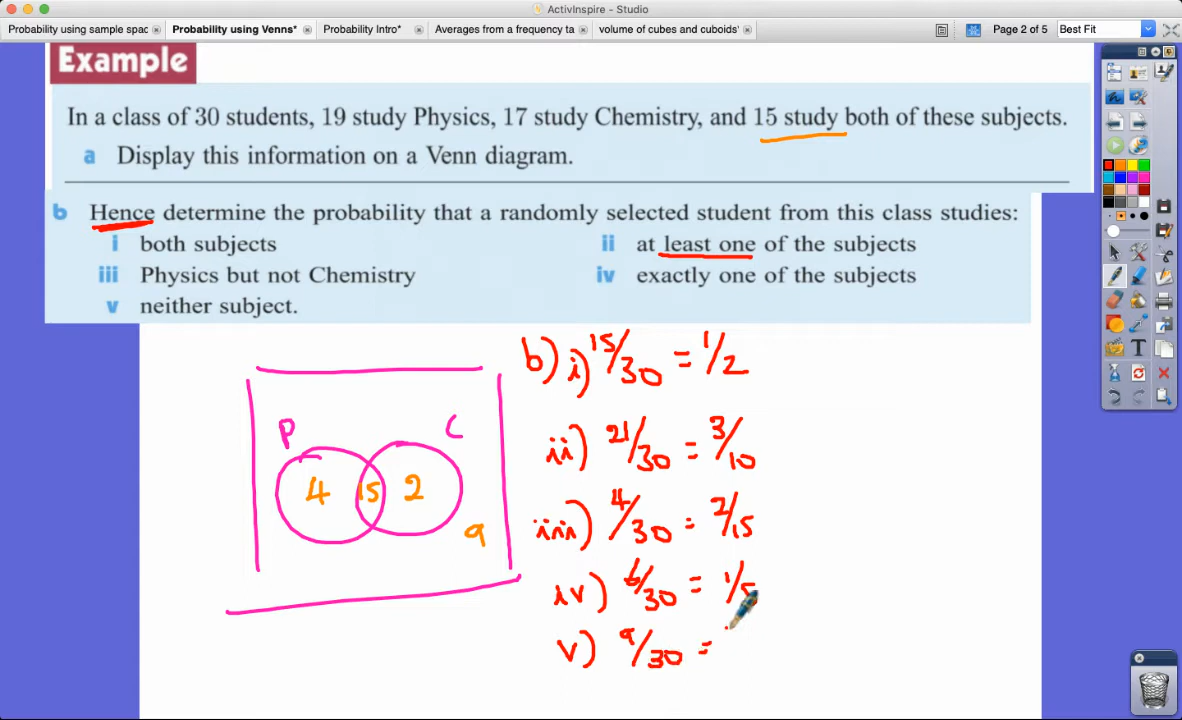 ActivInspire - Studio
Probability using sample spac
Probability using Venns*
Probability Intro*
Averages from a frequency ta
volume of cubes and cuboids'
Page 2 of 5
Best Fit
Example
In a class of 30 students, 19 study Physics, 17 study Chemistry, and 15 study both of these subjects.
a Display this information on a Venn diagram.
b Hence determine the probability that a randomly selected student from this class studies:
i both subjects
ii at least one of the subjects
iii Physics but not Chemistry
iv exactly one of the subjects
v neither subject.
P C
4 15 2
9
b) i) 15/30 = 1/2
ii) 21/30 = 3/10
iii) 4/30 = 2/15
iv) 6/30 = 1/5
v) 9/30 =